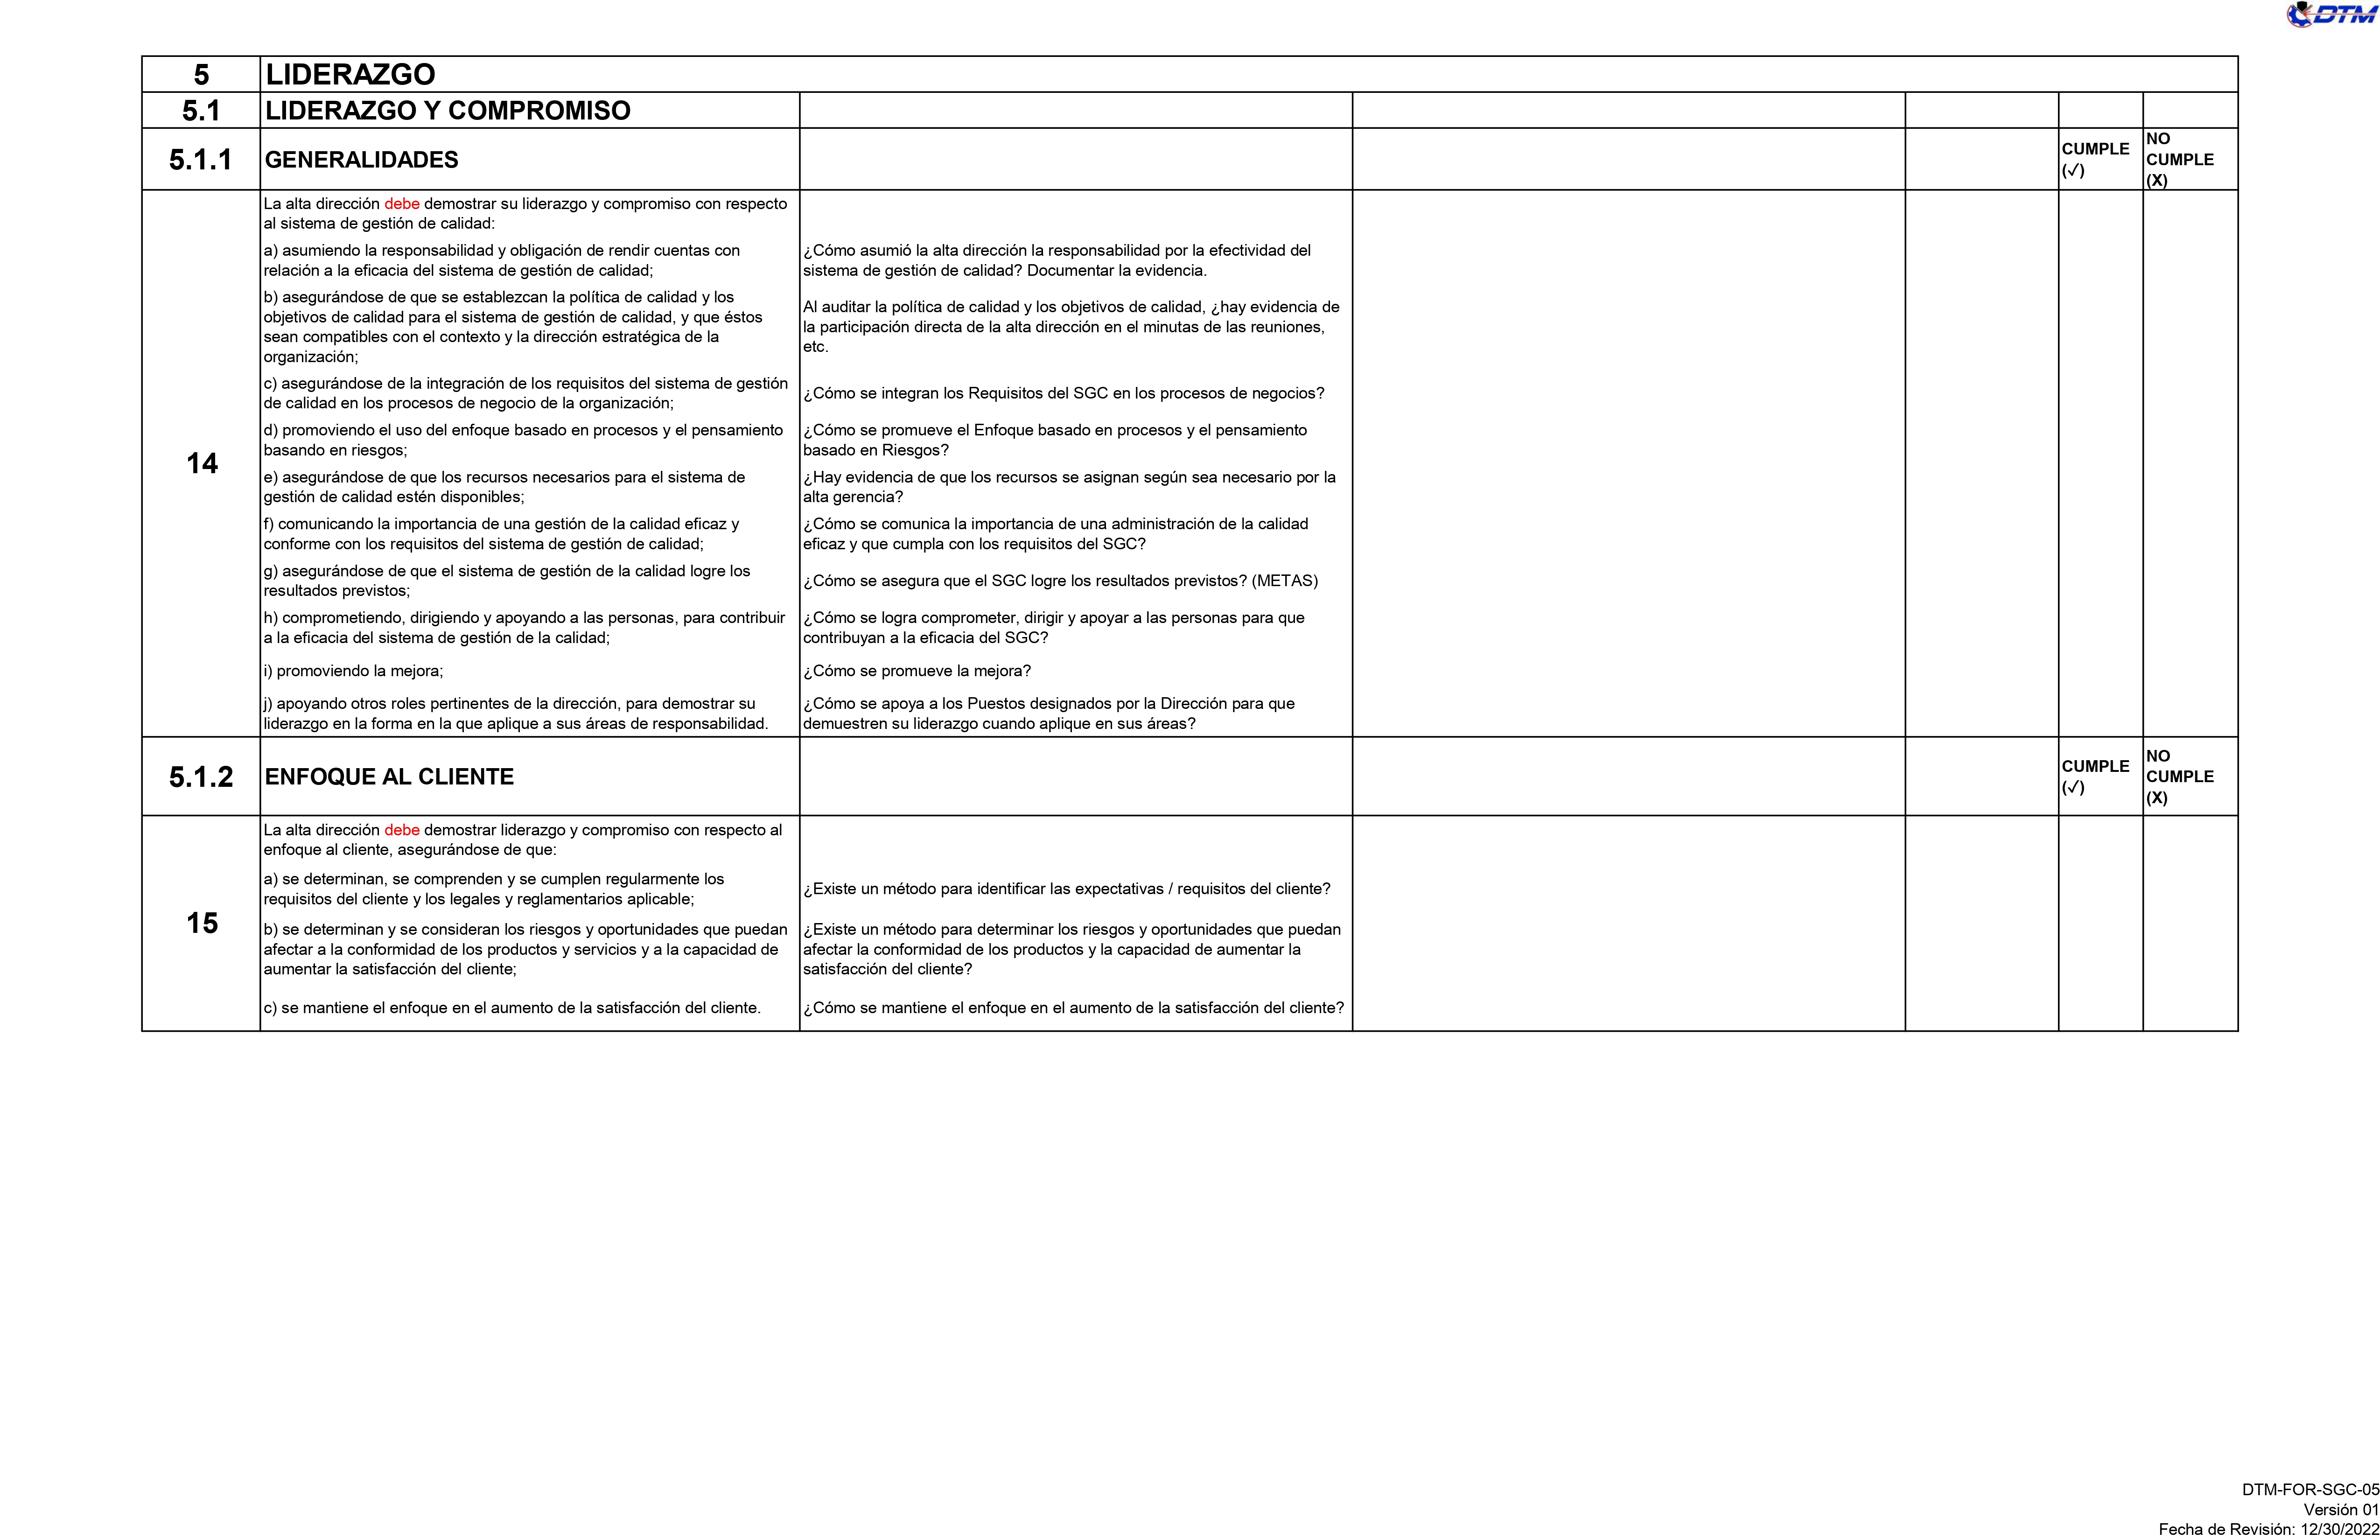 DTM
5 LIDERAZGO
5.1 LIDERAZGO Y COMPROMISO
5.1.1 GENERALIDADES
CUMPLE
(✓)
NO
CUMPLE
(X)
14
La alta dirección debe demostrar su liderazgo y compromiso con respecto
al sistema de gestión de calidad:
a) asumiendo la responsabilidad y obligación de rendir cuentas con
relación a la eficacia del sistema de gestión de calidad;
¿Cómo asumió la alta dirección la responsabilidad por la efectividad del
sistema de gestión de calidad? Documentar la evidencia.
b) asegurándose de que se establezcan la política de calidad y los
objetivos de calidad para el sistema de gestión de calidad, y que éstos
sean compatibles con el contexto y la dirección estratégica de la
organización;
Al auditar la política de calidad y los objetivos de calidad, ¿hay evidencia de
la participación directa de la alta dirección en el minutas de las reuniones,
etc.
c) asegurándose de la integración de los requisitos del sistema de gestión
de calidad en los procesos de negocio de la organización;
¿Cómo se integran los Requisitos del SGC en los procesos de negocios?
d) promoviendo el uso del enfoque basado en procesos y el pensamiento
basando en riesgos;
¿Cómo se promueve el Enfoque basado en procesos y el pensamiento
basado en Riesgos?
e) asegurándose de que los recursos necesarios para el sistema de
gestión de calidad estén disponibles;
¿Hay evidencia de que los recursos se asignan según sea necesario por la
alta gerencia?
f) comunicando la importancia de una gestión de la calidad eficaz y
conforme con los requisitos del sistema de gestión de calidad;
¿Cómo se comunica la importancia de una administración de la calidad
eficaz y que cumpla con los requisitos del SGC?
g) asegurándose de que el sistema de gestión de la calidad logre los
resultados previstos;
¿Cómo se asegura que el SGC logre los resultados previstos? (METAS)
h) comprometiendo, dirigiendo y apoyando a las personas, para contribuir
a la eficacia del sistema de gestión de la calidad;
¿Cómo se logra comprometer, dirigir y apoyar a las personas para que
contribuyan a la eficacia del SGC?
i) promoviendo la mejora;
¿Cómo se promueve la mejora?
j) apoyando otros roles pertinentes de la dirección, para demostrar su
liderazgo en la forma en la que aplique a sus áreas de responsabilidad.
¿Cómo se apoya a los Puestos designados por la Dirección para que
demuestren su liderazgo cuando aplique en sus áreas?
5.1.2 ENFOQUE AL CLIENTE
CUMPLE
(✓)
NO
CUMPLE
(X)
15
La alta dirección debe demostrar liderazgo y compromiso con respecto al
enfoque al cliente, asegurándose de que:
a) se determinan, se comprenden y se cumplen regularmente los
requisitos del cliente y los legales y reglamentarios aplicable;
¿Existe un método para identificar las expectativas / requisitos del cliente?
b) se determinan y se consideran los riesgos y oportunidades que puedan
afectar a la conformidad de los productos y servicios y a la capacidad de
aumentar la satisfacción del cliente;
¿Existe un método para determinar los riesgos y oportunidades que puedan
afectar la conformidad de los productos y la capacidad de aumentar la
satisfacción del cliente?
c) se mantiene el enfoque en el aumento de la satisfacción del cliente.
¿Cómo se mantiene el enfoque en el aumento de la satisfacción del cliente?
DTM-FOR-SGC-05
Versión 01
Fecha de Revisión: 12/30/2022